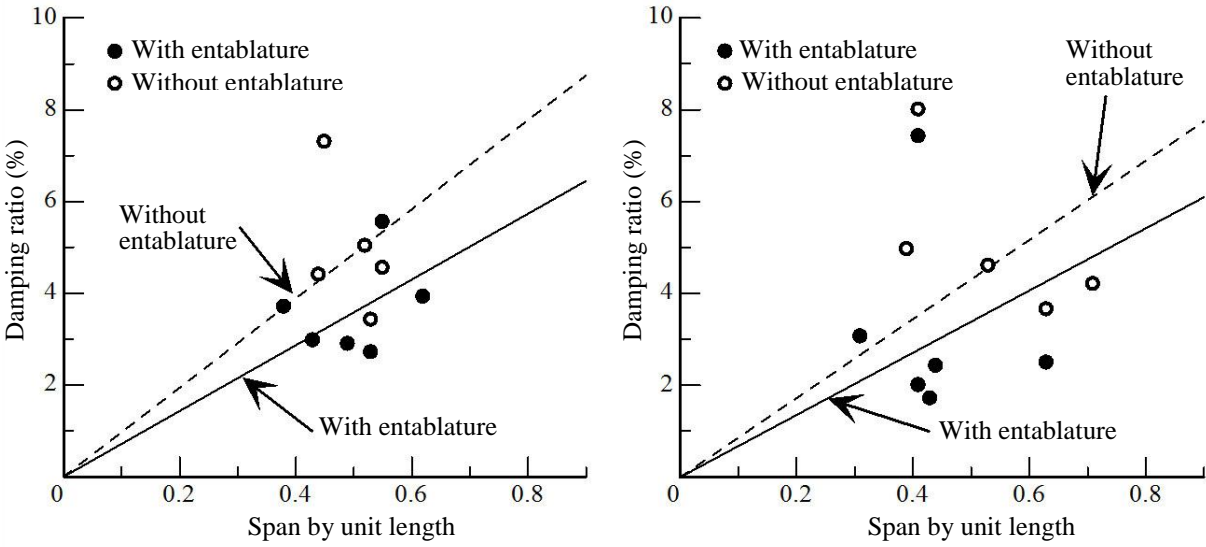 10
8
6
4
2
0
0.2
0.4
0.6
0.8
Damping ratio (%)
Span by unit length
With entablature
Without entablature
Without
entablature
With entablature
10
8
6
4
2
0
0.2
0.4
0.6
0.8
Damping ratio (%)
Span by unit length
With entablature
Without entablature
Without
entablature
With entablature